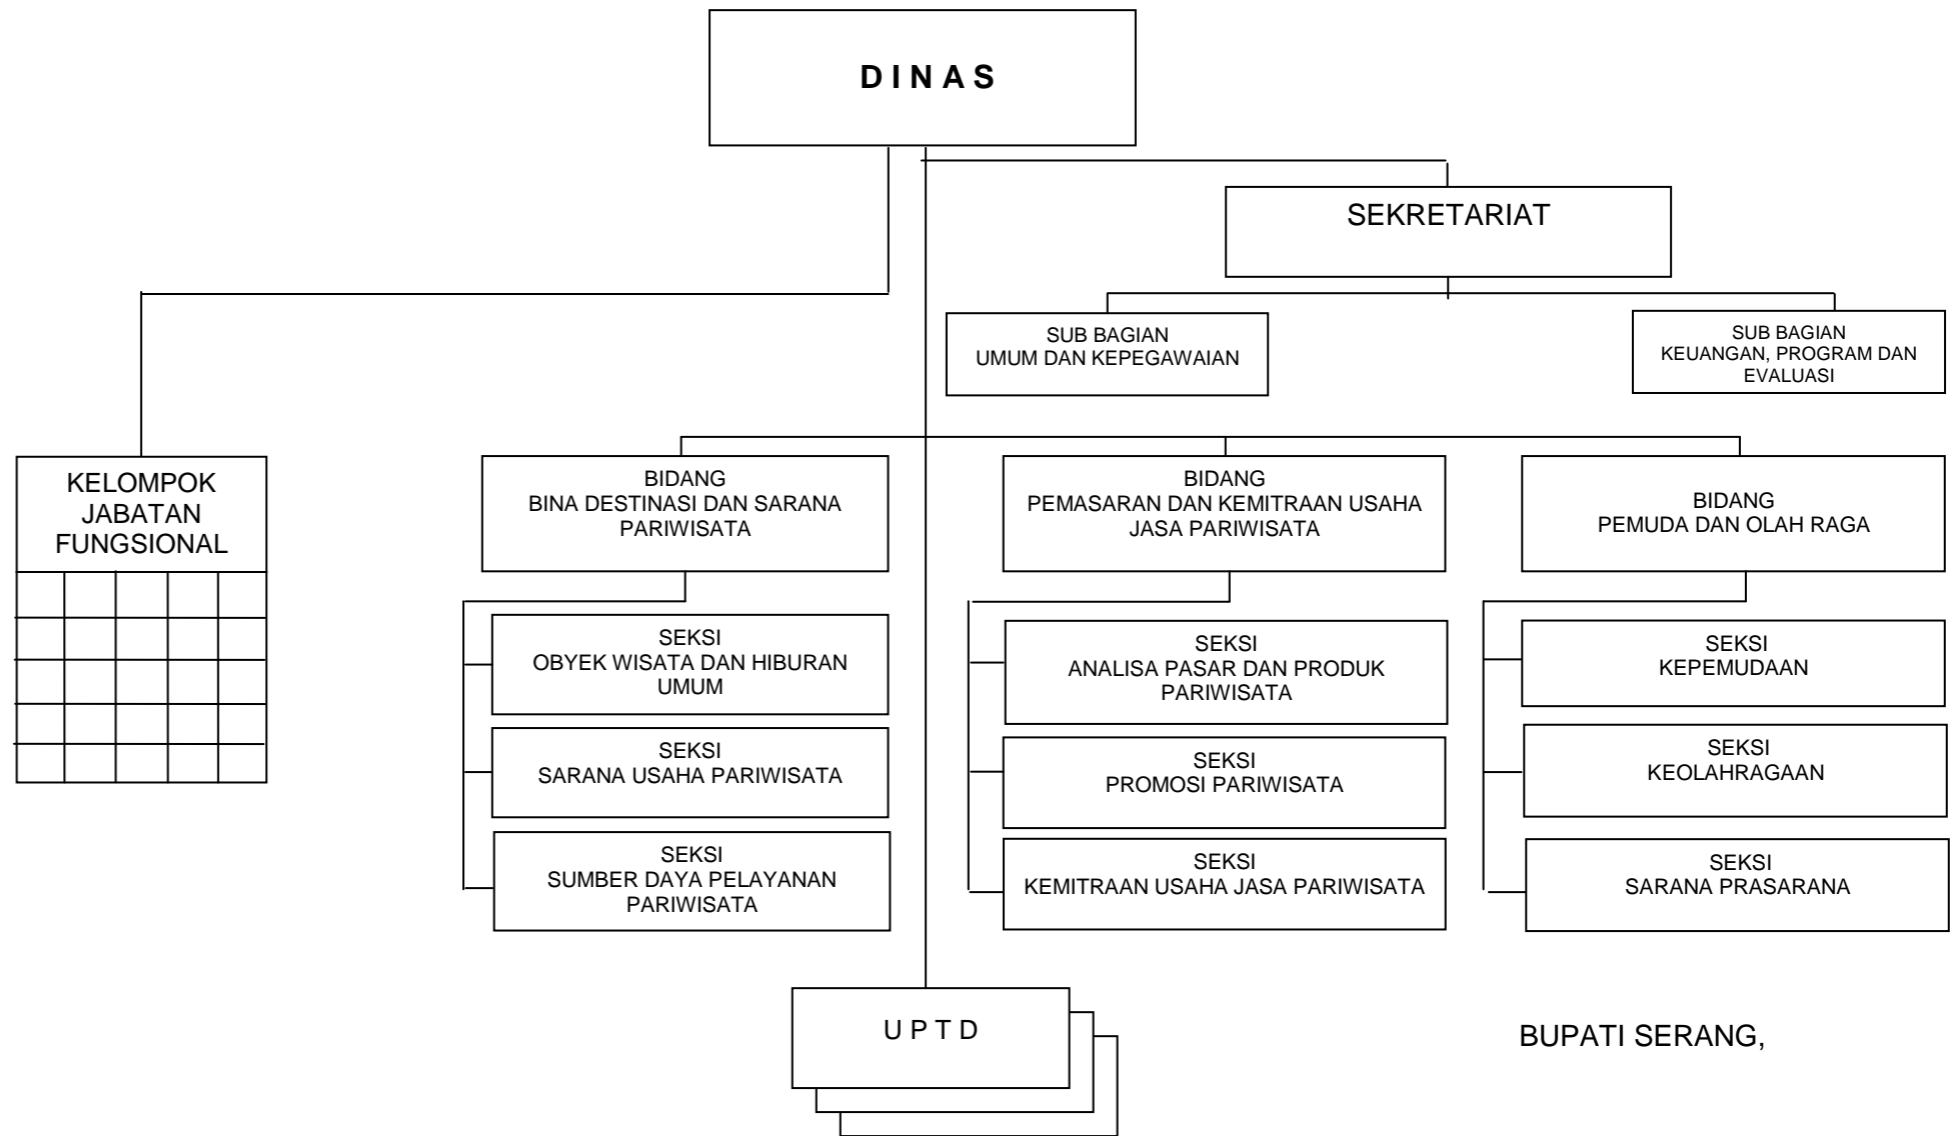 D I N A S
SEKRETARIAT
SUB BAGIAN
UMUM DAN KEPEGAWAIAN
SUB BAGIAN
KEUANGAN, PROGRAM DAN
EVALUASI
KELOMPOK
JABATAN
FUNGSIONAL
BIDANG
BINA DESTINASI DAN SARANA
PARIWISATA
BIDANG
PEMASARAN DAN KEMITRAAN USAHA
JASA PARIWISATA
BIDANG
PEMUDA DAN OLAH RAGA
SEKSI
OBYEK WISATA DAN HIBURAN
UMUM
SEKSI
SARANA USAHA PARIWISATA
SEKSI
SUMBER DAYA PELAYANAN
PARIWISATA
SEKSI
ANALISA PASAR DAN PRODUK
PARIWISATA
SEKSI
PROMOSI PARIWISATA
SEKSI
KEMITRAAN USAHA JASA PARIWISATA
SEKSI
KEPEMUDAAN
SEKSI
KEOLAHRAGAAN
SEKSI
SARANA PRASARANA
U P T D
BUPATI SERANG,